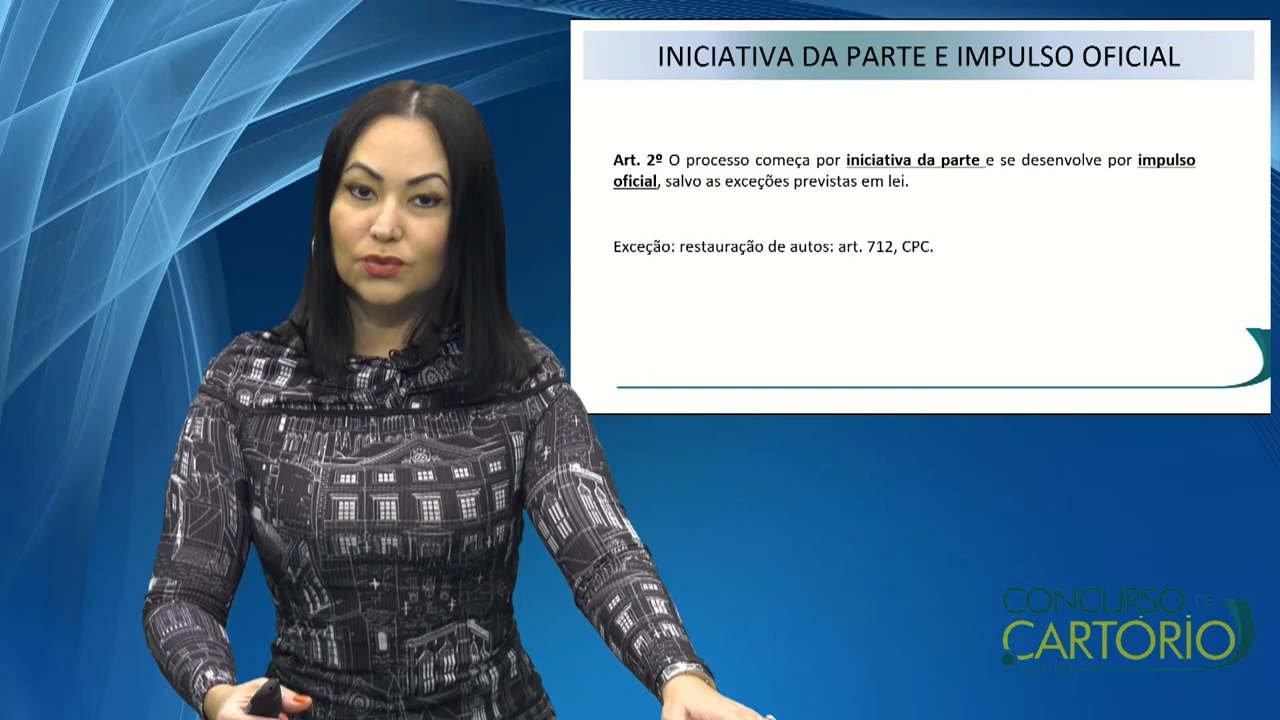 INICIATIVA DA PARTE E IMPULSO OFICIAL
Art. 2º O processo começa por iniciativa da parte e se desenvolve por impulso
oficial, salvo as exceções previstas em lei.
Exceção: restauração de autos: art. 712, CPC.
CONCURSO DE
CARTÓRIO